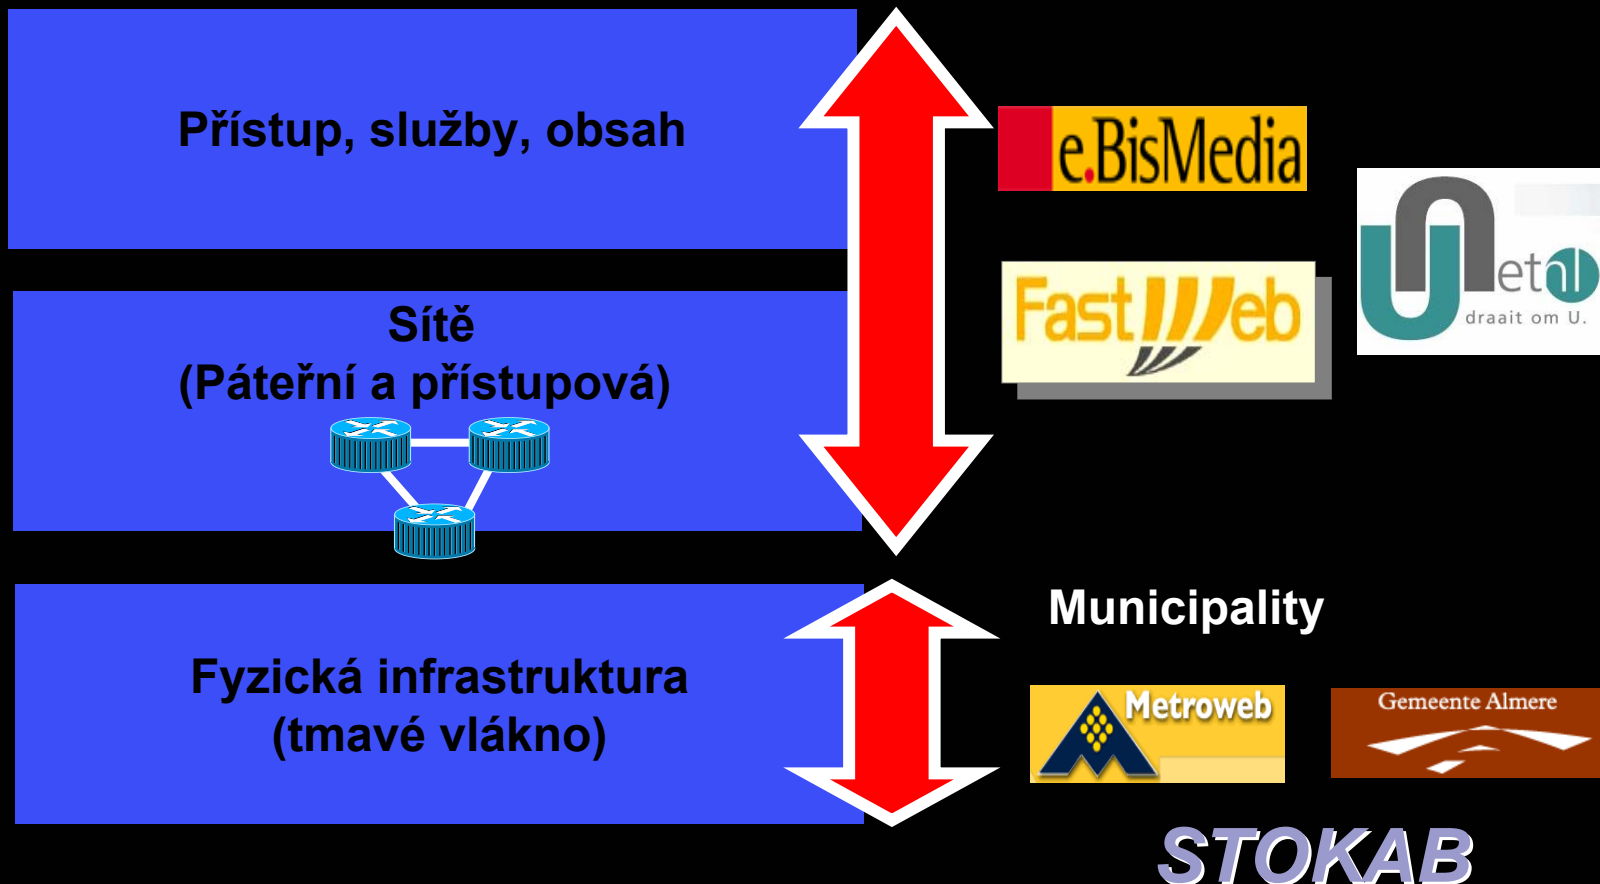 Přístup, služby, obsah
e.BisMedia
Unetnl
draait om U.
Sítě
(Páteřní a přístupová)
FastWeb
Municipality
Fyzická infrastruktura
(tmavé vlákno)
Metroweb
Gemeente Almere
STOKAB